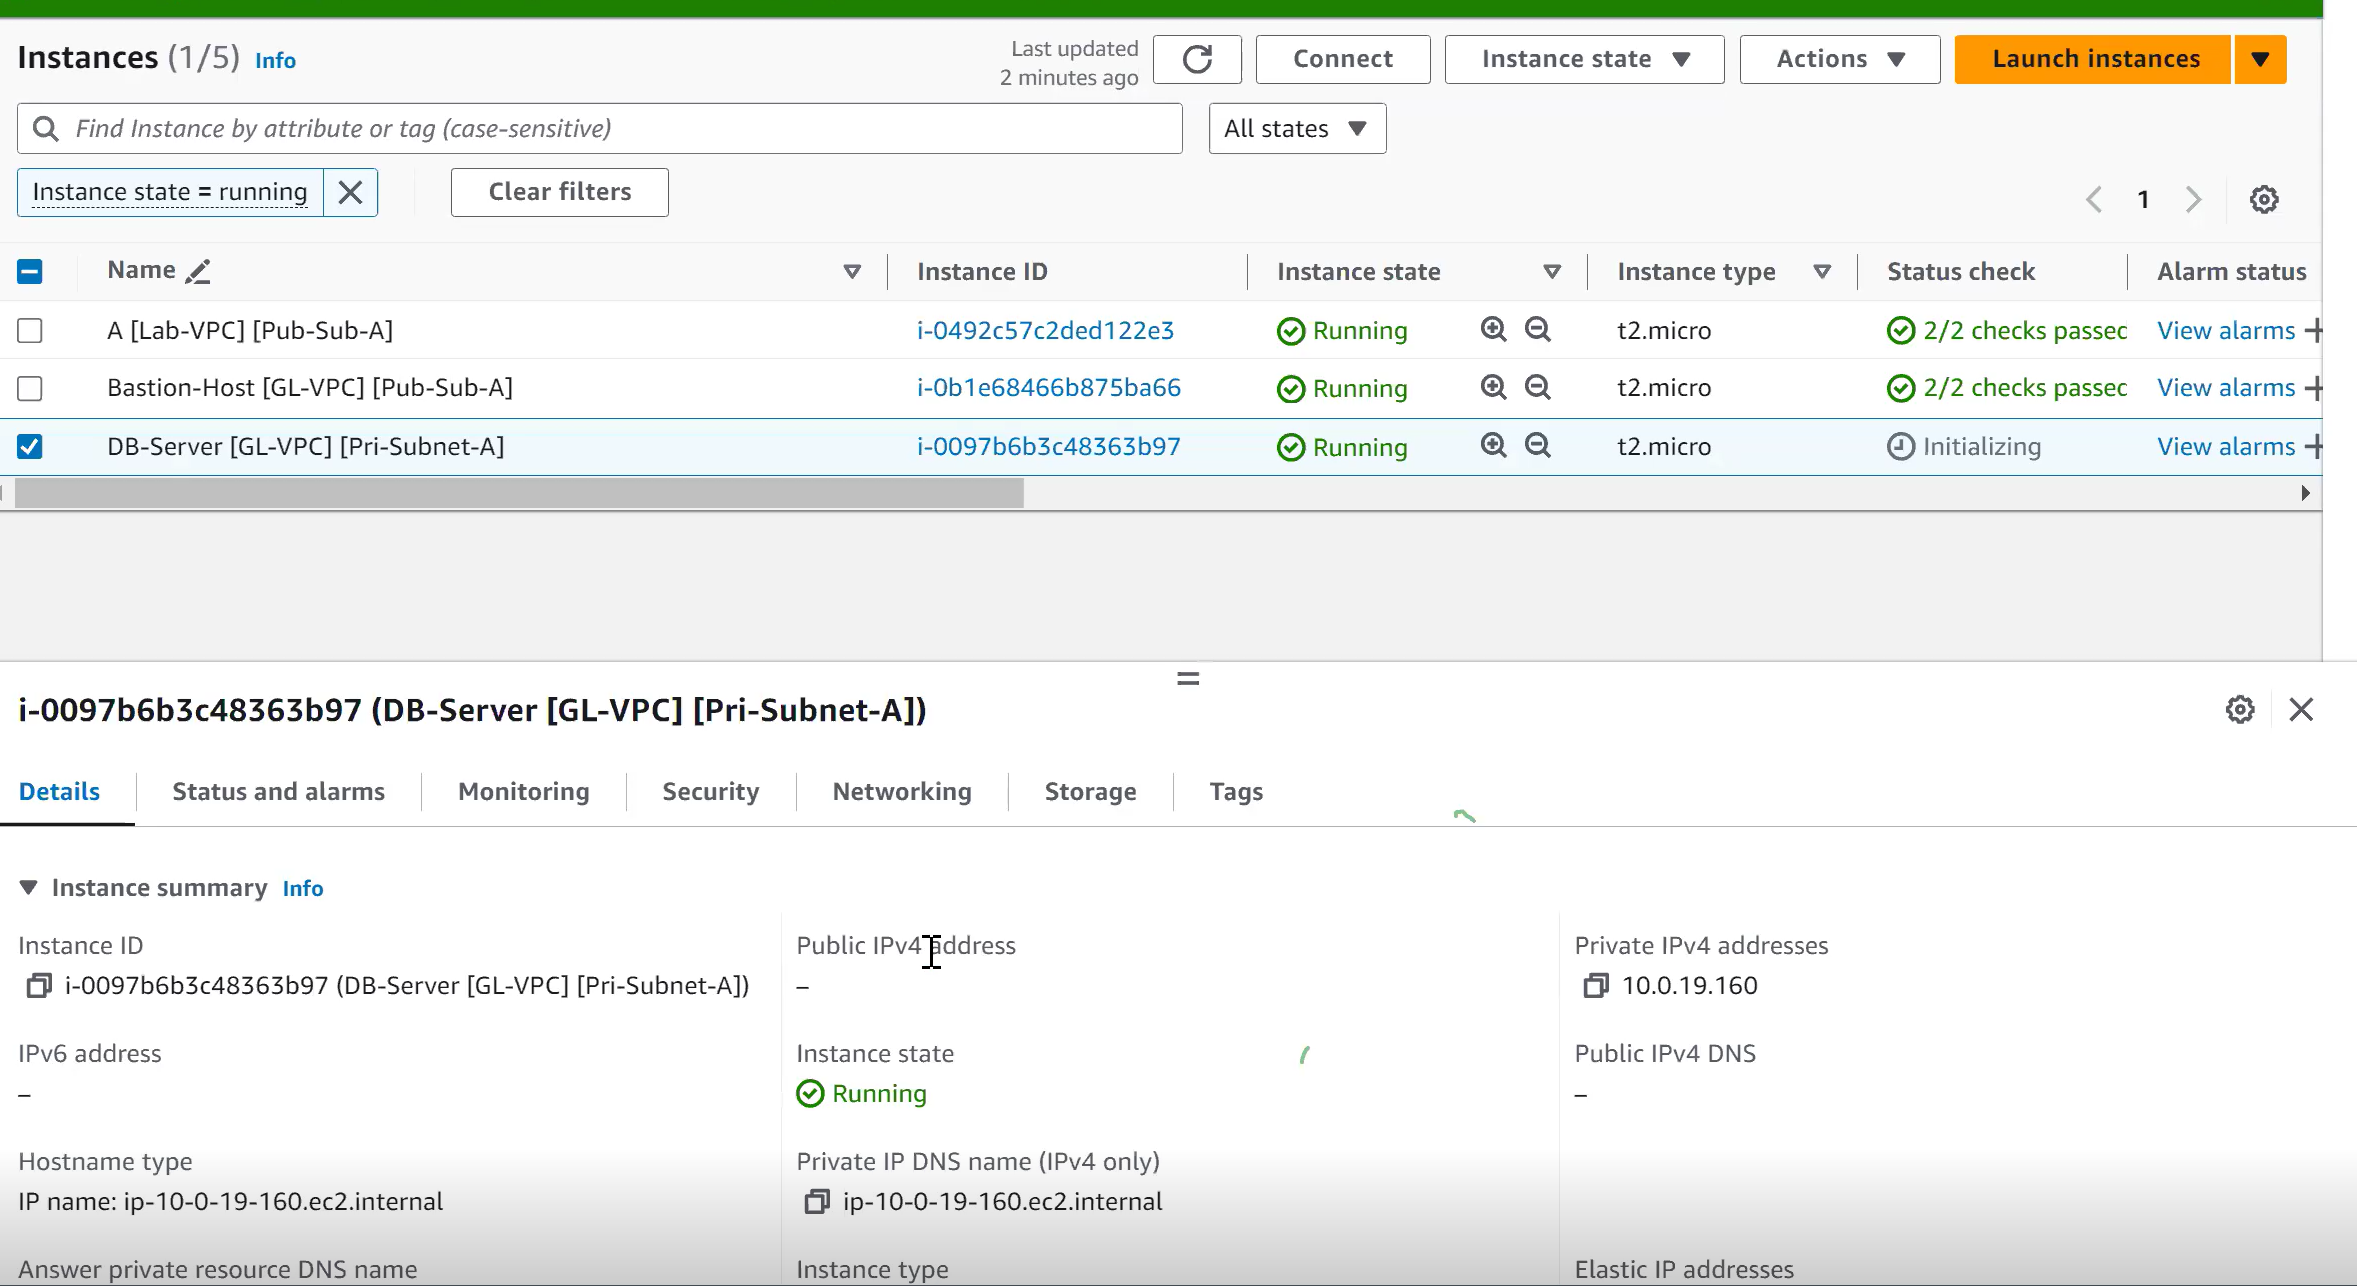 Instances (1/5) Info
Last updated
2 minutes ago
Connect
Instance state
Actions
Launch instances
Find Instance by attribute or tag (case-sensitive)
All states
Instance state = running
Clear filters
1
Name Instance ID Instance state Instance type Status check Alarm status
A [Lab-VPC] [Pub-Sub-A] i-0492c57c2ded122e3 Running t2.micro 2/2 checks passed View alarms +
Bastion-Host [GL-VPC] [Pub-Sub-A] i-0b1e68466b875ba66 Running t2.micro 2/2 checks passed View alarms +
DB-Server [GL-VPC] [Pri-Subnet-A] i-0097b6b3c48363b97 Running t2.micro Initializing View alarms +
i-0097b6b3c48363b97 (DB-Server [GL-VPC] [Pri-Subnet-A])
Details Status and alarms Monitoring Security Networking Storage Tags
Instance summary Info
Instance ID
i-0097b6b3c48363b97 (DB-Server [GL-VPC] [Pri-Subnet-A])
Public IPv4 address
–
Private IPv4 addresses
10.0.19.160
IPv6 address
–
Instance state
Running
Public IPv4 DNS
–
Hostname type
IP name: ip-10-0-19-160.ec2.internal
Private IP DNS name (IPv4 only)
ip-10-0-19-160.ec2.internal
Answer private resource DNS name
Instance type
Elastic IP addresses